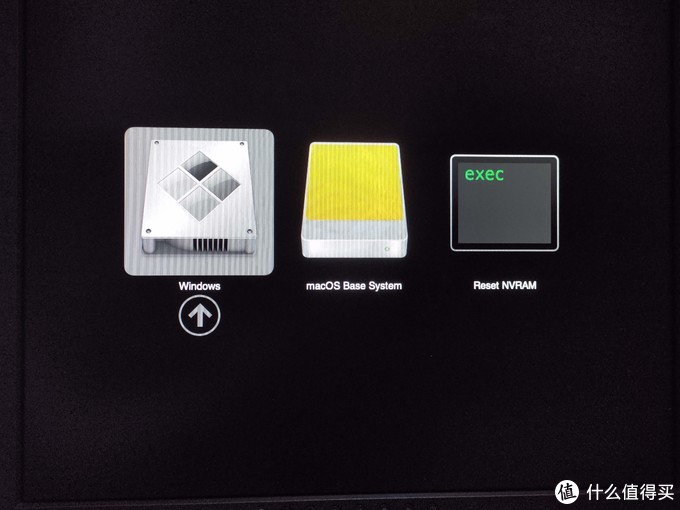 exec
Windows
macOS Base System
Reset NVRAM
值 什么值得买